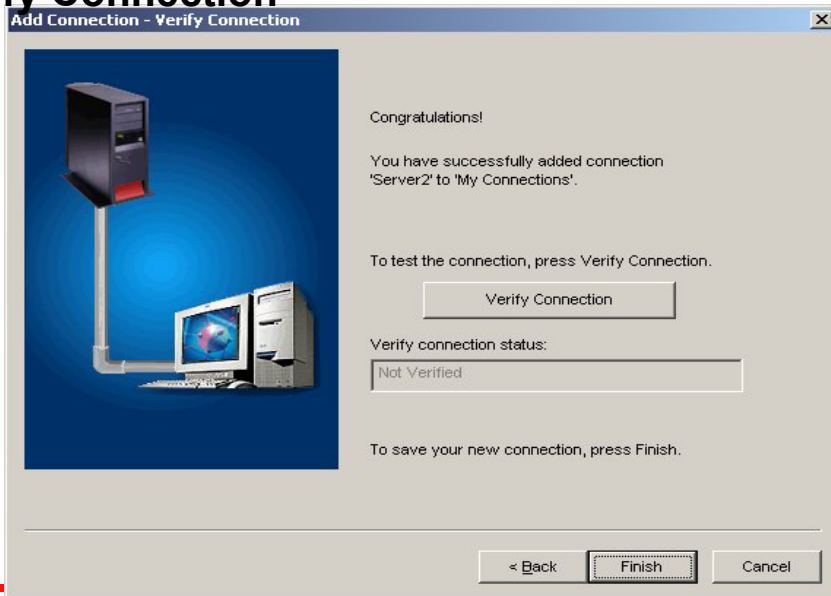 ry Connection
Add Connection - Verify Connection
Congratulations!
You have successfully added connection
'Server2' to 'My Connections'.
To test the connection, press Verify Connection.
Verify Connection
Verify connection status:
Not Verified
To save your new connection, press Finish.
< Back
Finish
Cancel